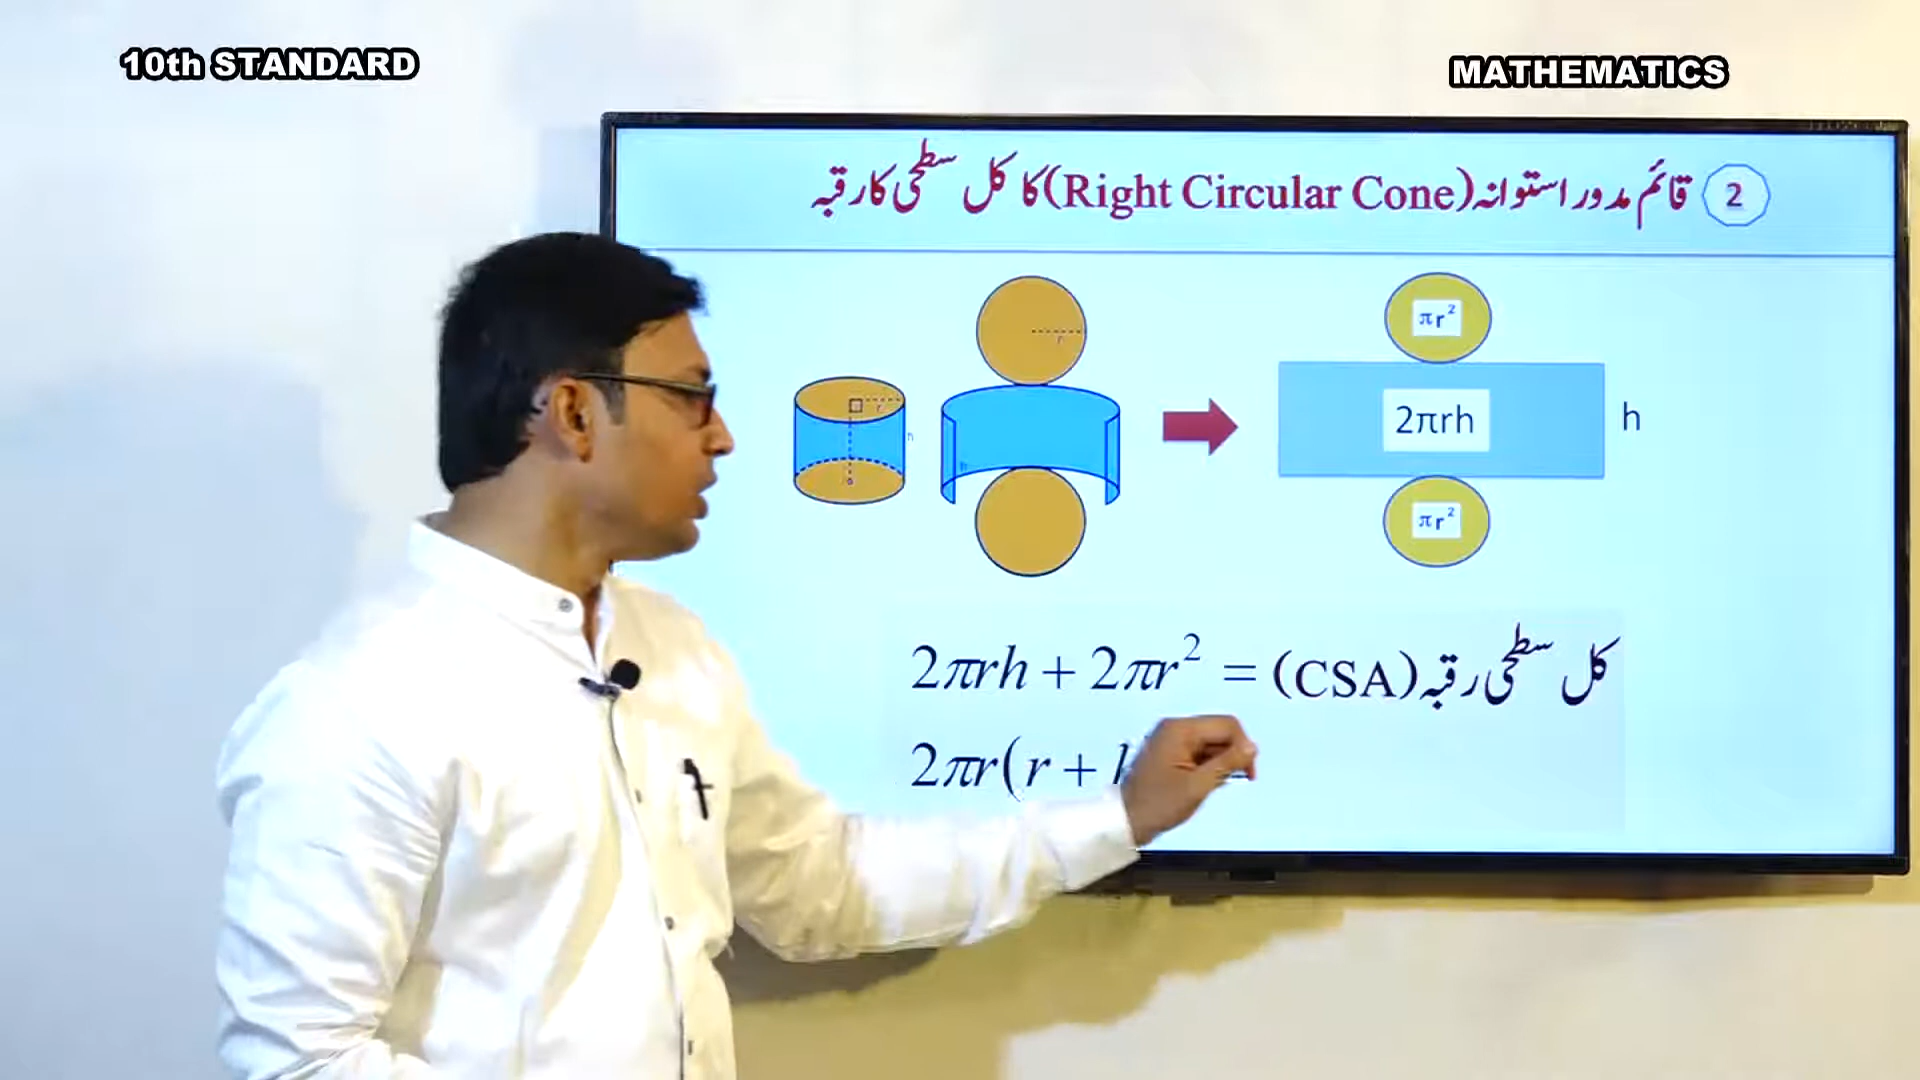 10th STANDARD
MATHEMATICS
2 قائم مدور استوانہ (Right Circular Cone) کا کل سطحی کا رقبہ
r
r
h
h
πr²
2πrh
h
πr²
کل سطحی رقبہ (CSA) = 2πrh + 2πr²
= 2πr(r +